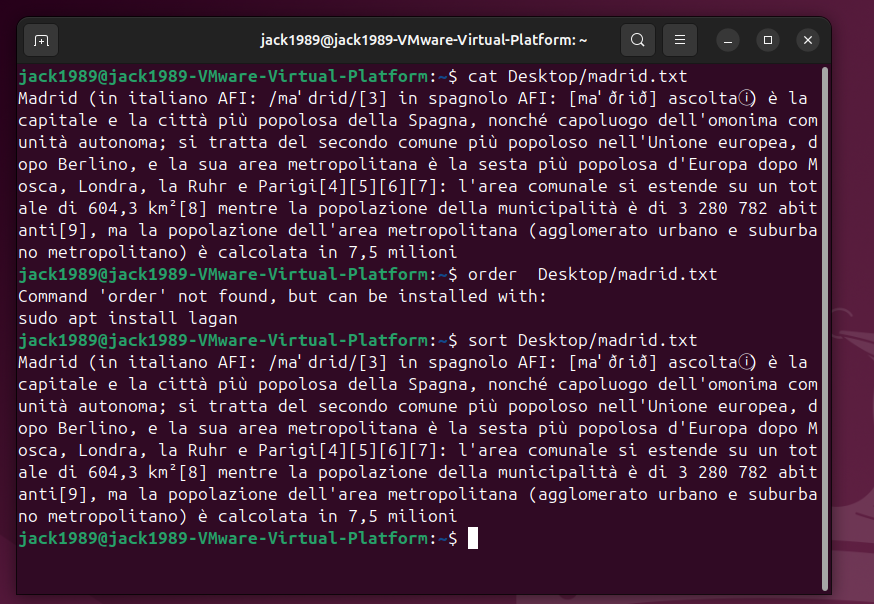 jack1989@jack1989-VMware-Virtual-Platform: ~
jack1989@jack1989-VMware-Virtual-Platform:~$ cat Desktop/madrid.txt
Madrid (in italiano AFI: /maˈdrid/[3] in spagnolo AFI: [maˈðɾið] ascoltaⓘ) è la
capitale e la città più popolosa della Spagna, nonché capoluogo dell'omonima com
unità autonoma; si tratta del secondo comune più popoloso nell'Unione europea, d
opo Berlino, e la sua area metropolitana è la sesta più popolosa d'Europa dopo M
osca, Londra, la Ruhr e Parigi[4][5][6][7]: l'area comunale si estende su un tot
ale di 604,3 km²[8] mentre la popolazione della municipalità è di 3 280 782 abit
anti[9], ma la popolazione dell'area metropolitana (agglomerato urbano e suburba
no metropolitano) è calcolata in 7,5 milioni
jack1989@jack1989-VMware-Virtual-Platform:~$ order  Desktop/madrid.txt
Command 'order' not found, but can be installed with:
sudo apt install lagan
jack1989@jack1989-VMware-Virtual-Platform:~$ sort Desktop/madrid.txt
Madrid (in italiano AFI: /maˈdrid/[3] in spagnolo AFI: [maˈðɾið] ascoltaⓘ) è la
capitale e la città più popolosa della Spagna, nonché capoluogo dell'omonima com
unità autonoma; si tratta del secondo comune più popoloso nell'Unione europea, d
opo Berlino, e la sua area metropolitana è la sesta più popolosa d'Europa dopo M
osca, Londra, la Ruhr e Parigi[4][5][6][7]: l'area comunale si estende su un tot
ale di 604,3 km²[8] mentre la popolazione della municipalità è di 3 280 782 abit
anti[9], ma la popolazione dell'area metropolitana (agglomerato urbano e suburba
no metropolitano) è calcolata in 7,5 milioni
jack1989@jack1989-VMware-Virtual-Platform:~$